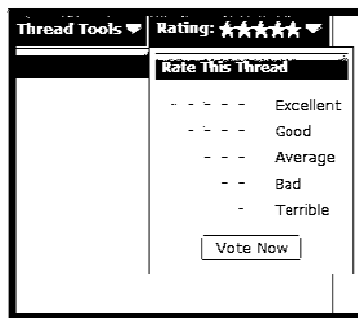 Thread Tools Rating:
Rate This Thread
Excellent
Good
Average
Bad
Terrible
Vote Now